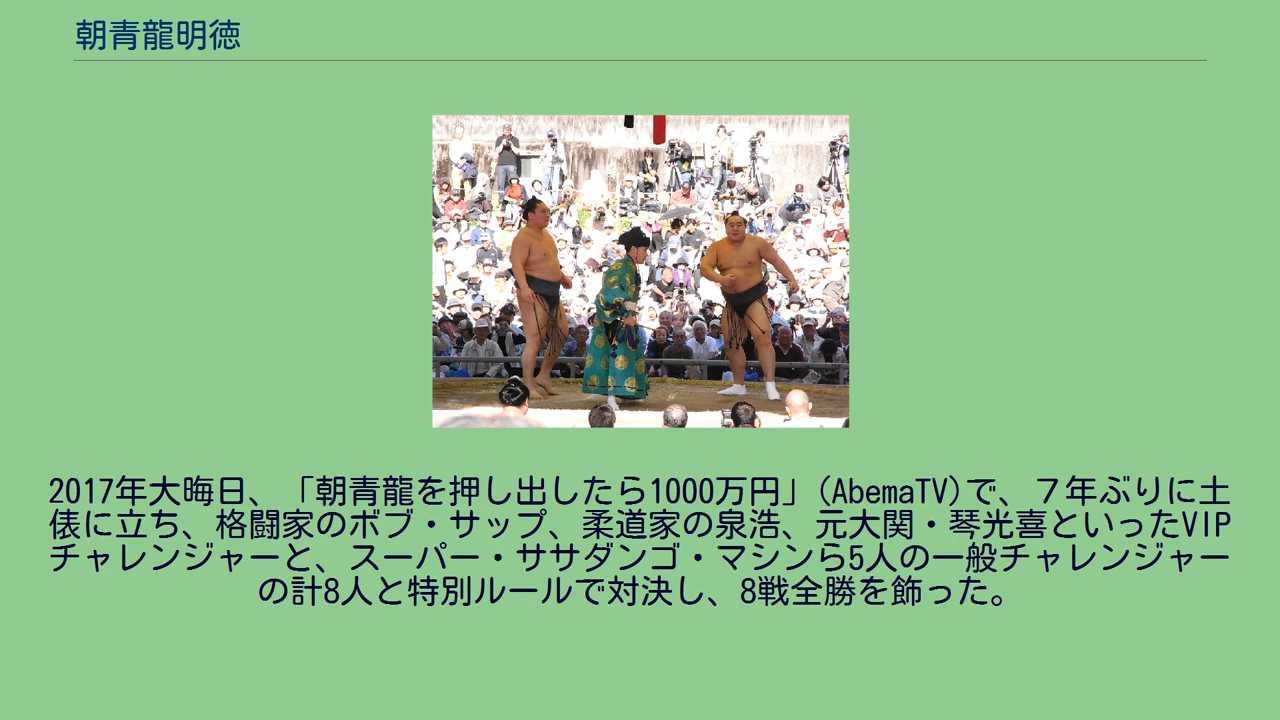 朝青龍明徳
2017年大晦日、「朝青龍を押し出したら1000万円」(AbemaTV)で、７年ぶりに土
俵に立ち、格闘家のボブ・サップ、柔道家の泉浩、元大関・琴光喜といったVIP
チャレンジャーと、スーパー・ササダンゴ・マシンら5人の一般チャレンジャー
の計8人と特別ルールで対決し、8戦全勝を飾った。